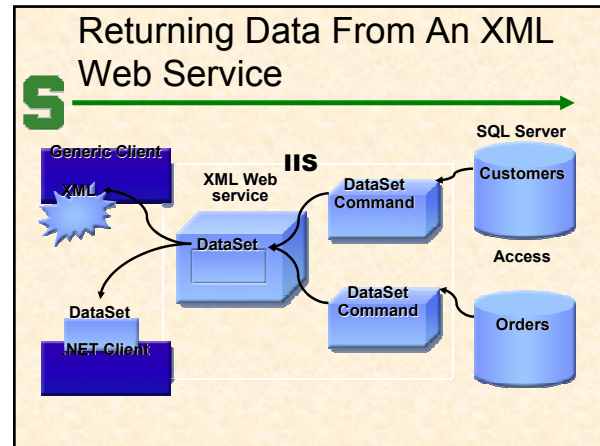 Returning Data From An XML
Web Service
S
Generic Client
XML
IIS
XML Web
service
DataSet
DataSet
Command
SQL Server
Customers
Access
DataSet
.NET Client
DataSet
Command
Orders